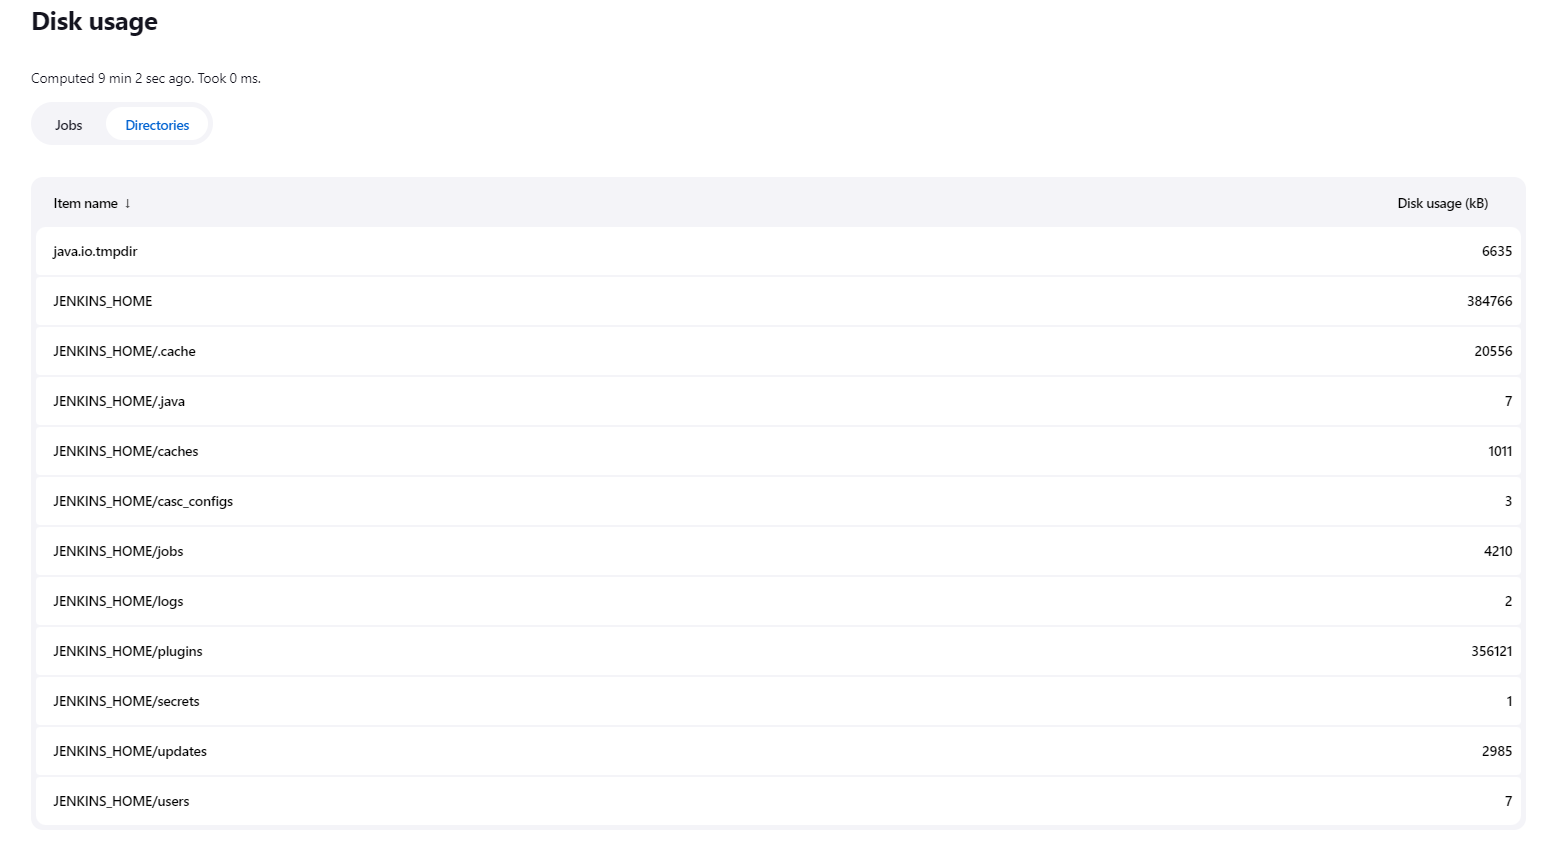 Disk usage
Computed 9 min 2 sec ago. Took 0 ms.
Jobs Directories
Item name ↓ Disk usage (kB)
java.io.tmpdir 6635
JENKINS_HOME 384766
JENKINS_HOME/.cache 20556
JENKINS_HOME/.java 7
JENKINS_HOME/caches 1011
JENKINS_HOME/casc_configs 3
JENKINS_HOME/jobs 4210
JENKINS_HOME/logs 2
JENKINS_HOME/plugins 356121
JENKINS_HOME/secrets 1
JENKINS_HOME/updates 2985
JENKINS_HOME/users 7